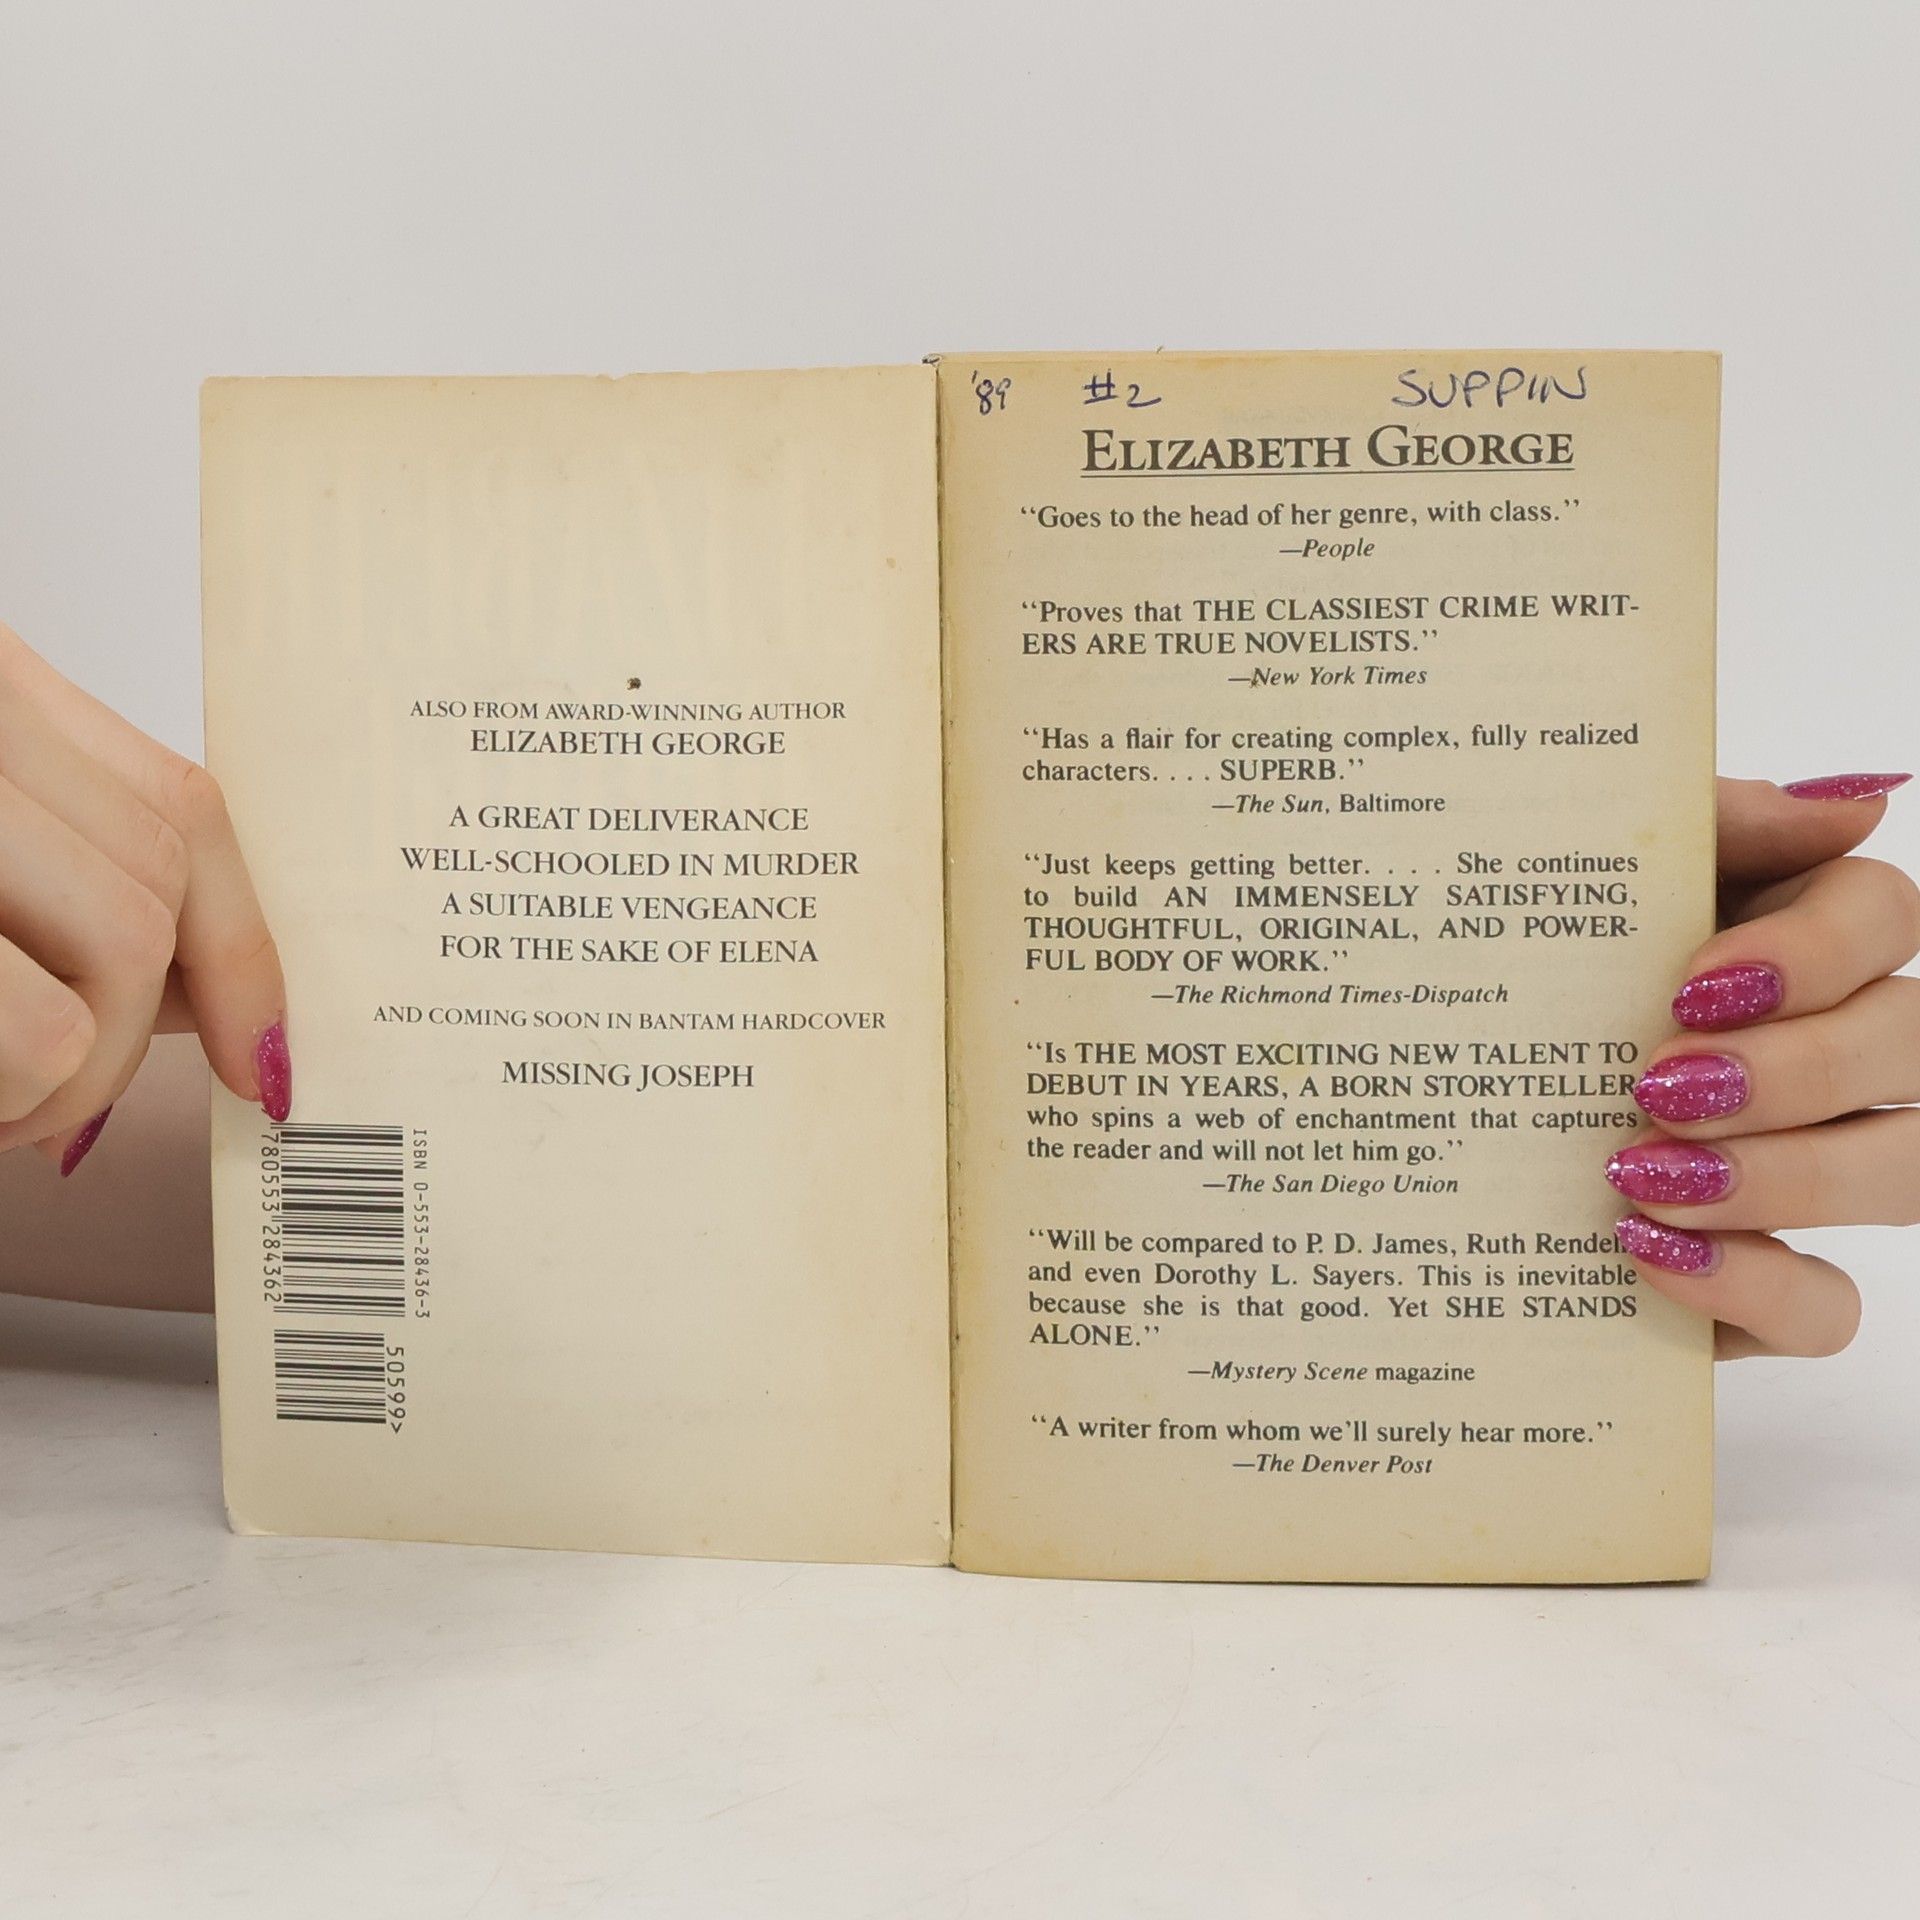 ALSO FROM AWARD-WINNING AUTHOR
ELIZABETH GEORGE
A GREAT DELIVERANCE
WELL-SCHOOLED IN MURDER
A SUITABLE VENGEANCE
FOR THE SAKE OF ELENA
AND COMING SOON IN BANTAM HARDCOVER
MISSING JOSEPH
ISBN 0-553-28436-3
780553 284362
50599>
'89 #2 SUPPIN
ELIZABETH GEORGE
‘‘Goes to the head of her genre, with class.’’
—People
‘‘Proves that THE CLASSIEST CRIME WRIT-
ERS ARE TRUE NOVELISTS.’’
—New York Times
‘‘Has a flair for creating complex, fully realized
characters. . . . SUPERB.’’
—The Sun, Baltimore
‘‘Just keeps getting better. . . . She continues
to build AN IMMENSELY SATISFYING,
THOUGHTFUL, ORIGINAL, AND POWER-
FUL BODY OF WORK.’’
—The Richmond Times-Dispatch
‘‘Is THE MOST EXCITING NEW TALENT TO
DEBUT IN YEARS, A BORN STORYTELLER
who spins a web of enchantment that captures
the reader and will not let him go.’’
—The San Diego Union
‘‘Will be compared to P. D. James, Ruth Rendel
and even Dorothy L. Sayers. This is inevitable
because she is that good. Yet SHE STANDS
ALONE.’’
—Mystery Scene magazine
‘‘A writer from whom we’ll surely hear more.’’
—The Denver Post